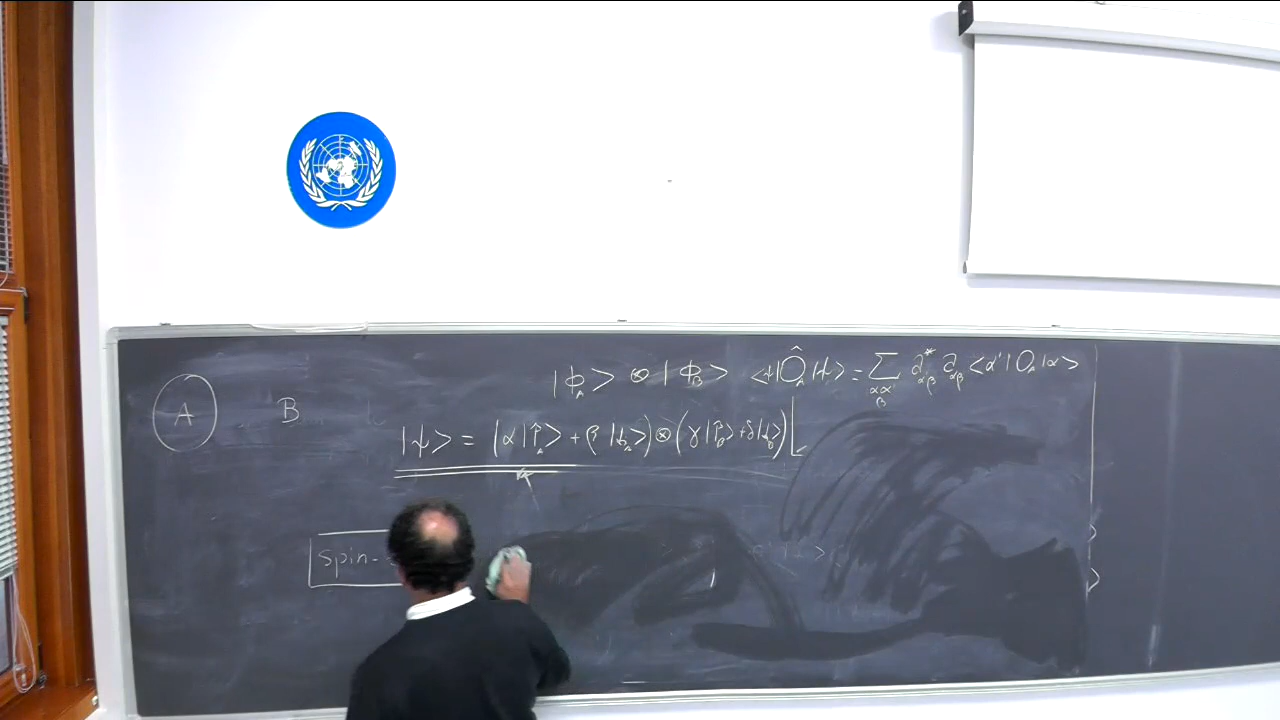 |ϕ_A> ⊗ |ϕ_B> <ψ|Ô_A|ψ> = Σ_{αα'β} a*_{α'β} a_{αβ} <α'|O_A|α>
A B
|ψ> = (α|↑_A> + β|↓_A>) ⊗ (γ|↑_B> + δ|↓_B>)
Spin-